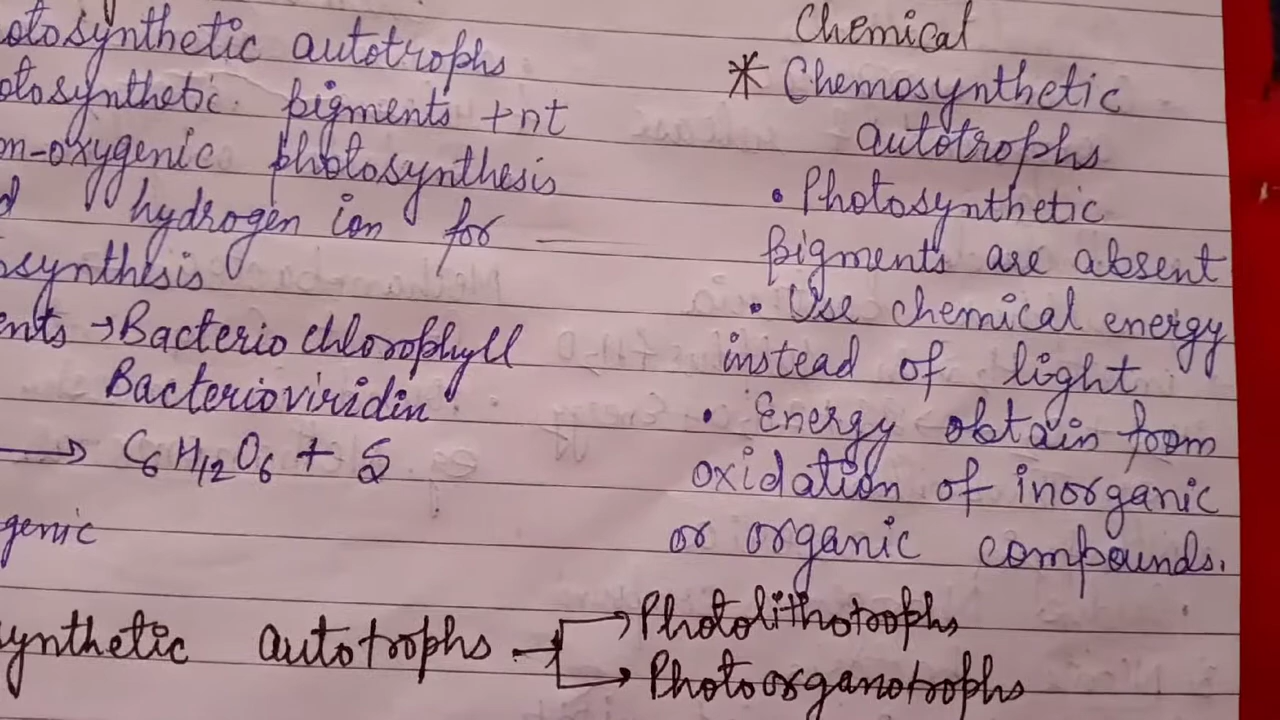 otosynthetic autotrophs
otosynthetic pigments +nt
on-oxygenic photosynthesis
d hydrogen ion for
osynthesis
ents → Bacterio chlorophyll
Bacterioviridin
→ C6H12O6 + S
genic
ynthetic autotrophs → Photolithotrophs
→ Photoorganotrophs
Chemical
* Chemosynthetic
autotrophs
• Photosynthetic
pigments are absent
• Use chemical energy
instead of light
• Energy obtain from
oxidation of inorganic
or organic compounds.